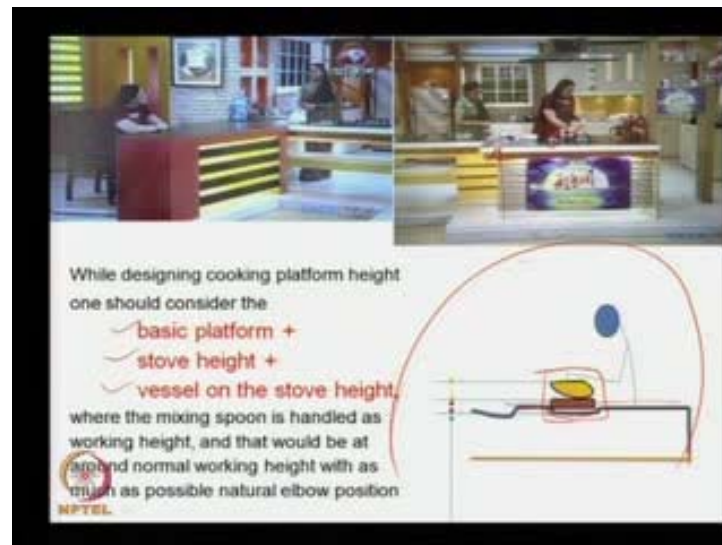 While designing cooking platform height
one should consider the
basic platform +
stove height +
vessel on the stove height,
where the mixing spoon is handled as
working height, and that would be at
around normal working height with as
much as possible natural elbow position
NPTEL